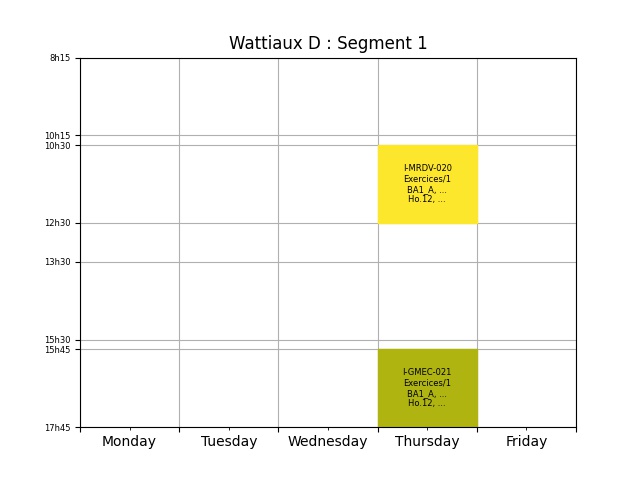 Wattiaux D : Segment 1
8h15
10h15
10h30
I-MRDV-020
Exercices/1
BA1_A, ...
Ho.12, ...
12h30
13h30
15h30
15h45
I-GMEC-021
Exercices/1
BA1_A, ...
Ho.12, ...
17h45
Monday Tuesday Wednesday Thursday Friday